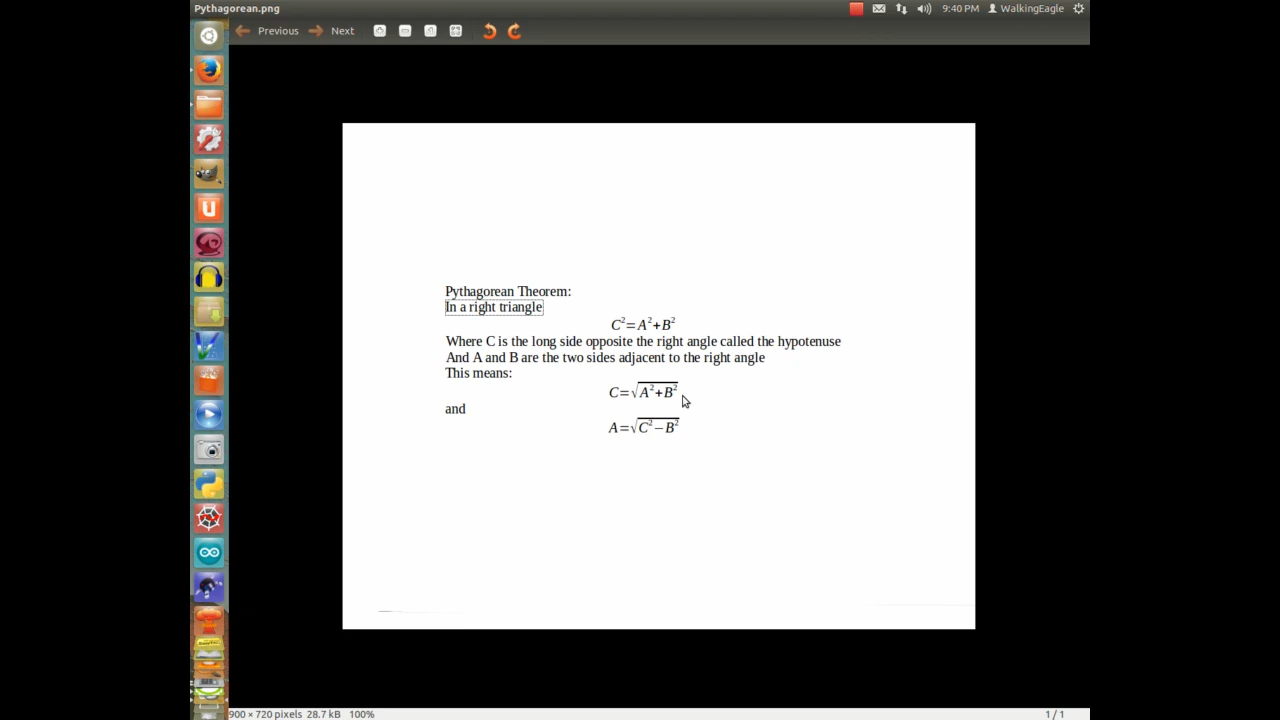 Pythagorean.png
9:40 PM WalkingEagle
Previous Next
Pythagorean Theorem:
In a right triangle
C²=A²+B²
Where C is the long side opposite the right angle called the hypotenuse
And A and B are the two sides adjacent to the right angle
This means:
C=√A²+B²
and
A=√C²−B²
900 × 720 pixels 28.7 kB 100%
1 / 1